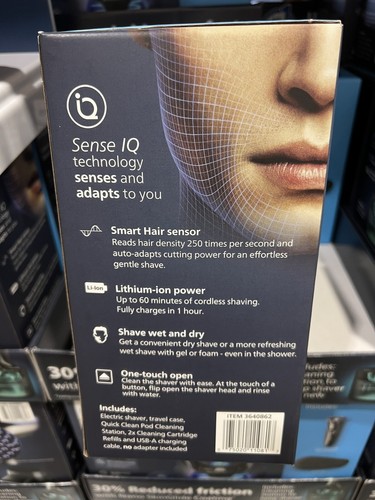 iQ
Sense IQ
technology
senses and
adapts to you
Smart Hair sensor
Reads hair density 250 times per second and
auto-adapts cutting power for an effortless
gentle shave.
Li-Ion
Lithium-ion power
Up to 60 minutes of cordless shaving.
Fully charges in 1 hour.
Shave wet and dry
Get a convenient dry shave or a more refreshing
wet shave with gel or foam - even in the shower.
One-touch open
Clean the shaver with ease. At the touch of a
button, flip open the shaver head and rinse
with water.
Includes:
Electric shaver, travel case,
Quick Clean Pod Cleaning
Station, 2x Cleaning Cartridge
Refills and USB-A charging
cable, no adapter included
ITEM 3640862
30% Reduced friction